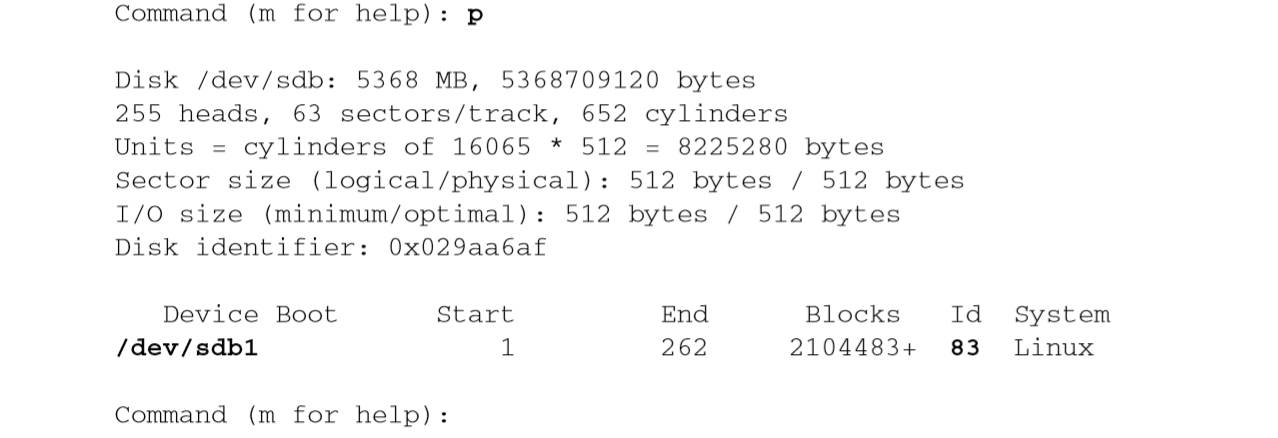 Command (m for help): p
Disk /dev/sdb: 5368 MB, 5368709120 bytes
255 heads, 63 sectors/track, 652 cylinders
Units = cylinders of 16065 * 512 = 8225280 bytes
Sector size (logical/physical): 512 bytes / 512 bytes
I/O size (minimum/optimal): 512 bytes / 512 bytes
Disk identifier: 0x029aa6af
Device Boot Start End Blocks Id System
/dev/sdb1 1 262 2104483+ 83 Linux
Command (m for help):